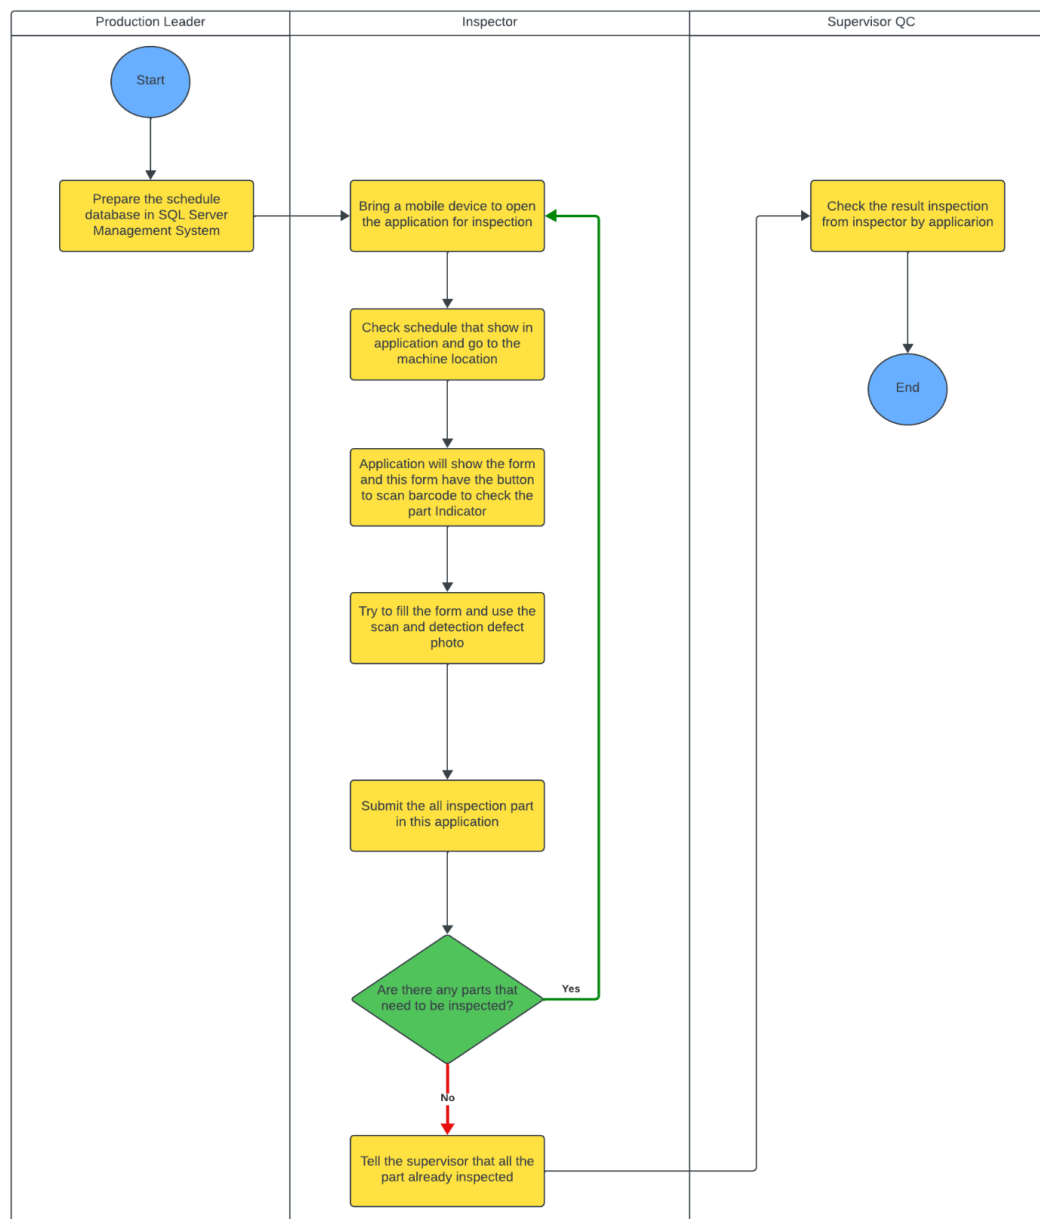 Production Leader
Inspector
Supervisor QC
Start
Prepare the schedule
database in SQL Server
Management System
Bring a mobile device to open
the application for inspection
Check the result inspection
from inspector by applicarion
Check schedule that show in
application and go to the
machine location
End
Application will show the form
and this form have the button
to scan barcode to check the
part Indicator
Try to fill the form and use the
scan and detection defect
photo
Submit the all inspection part
in this application
Are there any parts that
need to be inspected?
Yes
No
Tell the supervisor that all the
part already inspected